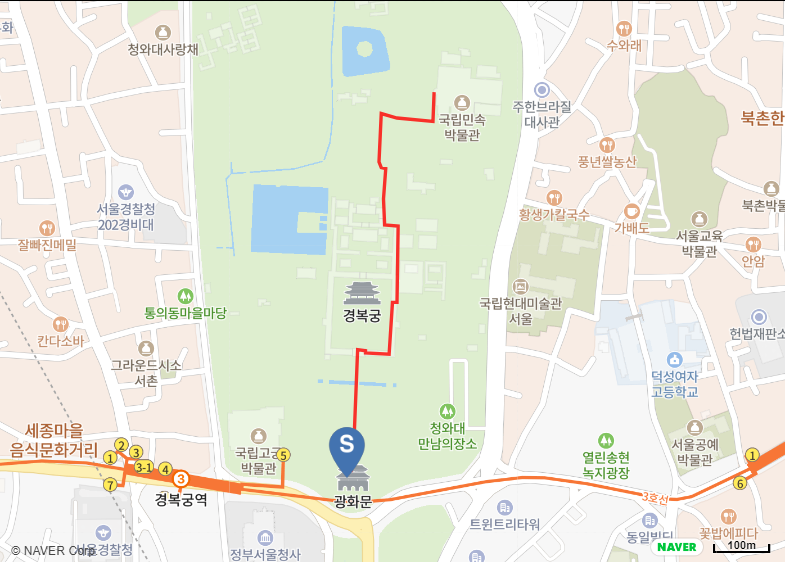 청와대사랑채
수와래
국립민속
박물관
주한브라질
대사관
북촌한
풍년쌀농산
서울경찰청
202경비대
잘빠진메밀
황생가칼국수
가배도
북촌박물
서울교육
박물관
안암
국립현대미술관
서울
통의동마을마당
경복궁
칸다소바
그라운드시소
서촌
헌법재판소
덕성여자
고등학교
청와대
만남의장소
세종마을
음식문화거리
국립고궁
박물관
S
열린송현
녹지광장
서울공예
박물관
1
2
3
3-1
4
5
7
3
경복궁역
광화문
3호선
1
6
트윈트리타워
동일빌딩
꽃밥에피다
서울경찰청
정부서울청사
© NAVER Corp.
NAVER
100m